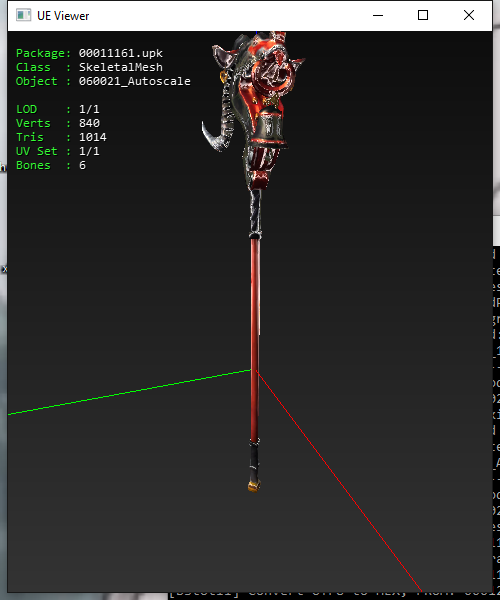 UE Viewer
Package: 00011161.upk
Class  : SkeletalMesh
Object : 060021_Autoscale
LOD    : 1/1
Verts  : 840
Tris   : 1014
UV Set : 1/1
Bones  : 6